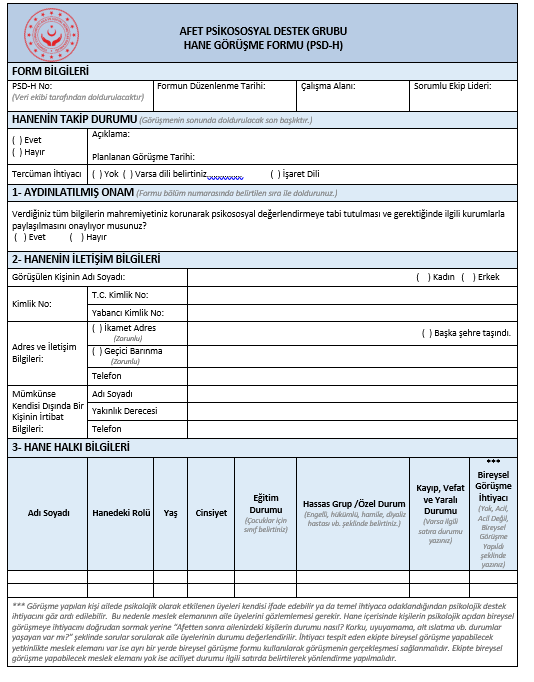 AFET PSİKOSOSYAL DESTEK GRUBU
HANE GÖRÜŞME FORMU (PSD-H)
FORM BİLGİLERİ
PSD-H No:
(Veri ekibi tarafından doldurulacaktır)
Formun Düzenlenme Tarihi:
Çalışma Alanı:
Sorumlu Ekip Lideri:
HANENİN TAKİP DURUMU (Görüşmenin sonunda doldurulacak son başlıktır.)
( ) Evet
( ) Hayır
Açıklama:
Planlanan Görüşme Tarihi:
Tercüman İhtiyacı
( ) Yok ( ) Varsa dili belirtiniz......... ( ) İşaret Dili
1- AYDINLATILMIŞ ONAM (Formu bölüm numarasında belirtilen sıra ile doldurunuz.)
Verdiğiniz tüm bilgilerin mahremiyetiniz korunarak psikososyal değerlendirmeye tabi tutulması ve gerektiğinde ilgili kurumlarla
paylaşılmasını onaylıyor musunuz?
( ) Evet ( ) Hayır
2- HANENİN İLETİŞİM BİLGİLERİ
Görüşülen Kişinin Adı Soyadı:
( ) Kadın ( ) Erkek
Kimlik No:
T.C. Kimlik No:
Yabancı Kimlik No:
Adres ve İletişim
Bilgileri:
( ) İkamet Adres
(Zorunlu)
( ) Başka şehre taşındı.
( ) Geçici Barınma
(Zorunlu)
Telefon
Mümkünse
Kendisi Dışında Bir
Kişinin İrtibat
Bilgileri:
Adı Soyadı
Yakınlık Derecesi
Telefon
3- HANE HALKI BİLGİLERİ
Adı Soyadı
Hanedeki Rolü
Yaş
Cinsiyet
Eğitim
Durumu
(Çocuklar için
sınıf belirtiniz)
Hassas Grup /Özel Durum
(Engelli, hükümlü, hamile, diyaliz
hastası vb. şeklinde belirtiniz.)
Kayıp, Vefat
ve Yaralı
Durumu
(Varsa ilgili
satıra durumu
yazınız)
***
Bireysel
Görüşme
İhtiyacı
(Yok, Acil,
Acil Değil,
Bireysel
Görüşme
Yapıldı
şeklinde
yazınız)
*** Görüşme yapılan kişi ailede psikolojik olarak etkilenen üyeleri kendisi ifade edebilir ya da temel ihtiyaca odaklandığından psikolojik destek
ihtiyacını göz ardı edilebilir. Bu nedenle meslek elemanının aile üyelerini gözlemlemesi gerekir. Hane içerisinde kişilerin psikolojik açıdan bireysel
görüşmeye ihtiyacını doğrudan sormak yerine “Afetten sonra ailenizdeki kişilerin durumu nasıl? Korku, uyuyamama, alt ıslatma vb. durumlar
yaşayan var mı?” şeklinde sorular sorularak aile üyelerinin durumu değerlendirilir. İhtiyacı tespit eden ekipte bireysel görüşme yapabilecek
yetkinlikte meslek elemanı var ise ayrı bir yerde bireysel görüşme formu kullanılarak görüşmenin gerçekleşmesi sağlanmalıdır. Ekipte bireysel
görüşme yapabilecek meslek elemanı yok ise aciliyet durumu ilgili satırda belirtilerek yönlendirme yapılmalıdır.